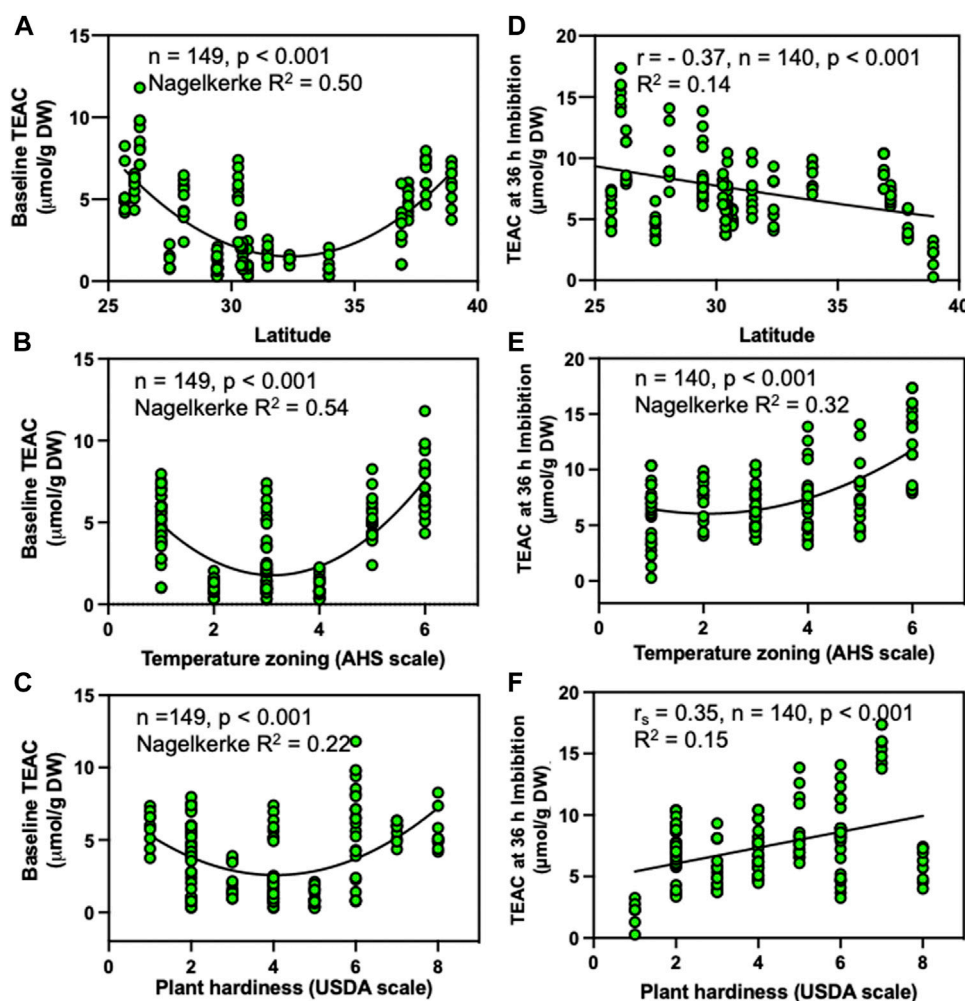 A
Baseline TEAC
(µmol/g DW)
n = 149, p < 0.001
Nagelkerke R² = 0.50
15
10
5
0
25
30
35
40
Latitude
D
TEAC at 36 h Imbibition
(µmol/g DW)
r = - 0.37, n = 140, p < 0.001
R² = 0.14
20
15
10
5
0
25
30
35
40
Latitude
B
Baseline TEAC
(µmol/g DW)
n = 149, p < 0.001
Nagelkerke R² = 0.54
15
10
5
0
0
2
4
6
Temperature zoning (AHS scale)
E
TEAC at 36 h Imbibition
(µmol/g DW)
n = 140, p < 0.001
Nagelkerke R² = 0.32
20
15
10
5
0
0
2
4
6
Temperature zoning (AHS scale)
C
Baseline TEAC
(µmol/g DW)
n =149, p < 0.001
Nagelkerke R² = 0.22
15
10
5
0
0
2
4
6
8
Plant hardiness (USDA scale)
F
TEAC at 36 h Imbibition
(µmol/g DW)
rs = 0.35, n = 140, p < 0.001
R² = 0.15
20
15
10
5
0
0
2
4
6
8
Plant hardiness (USDA scale)